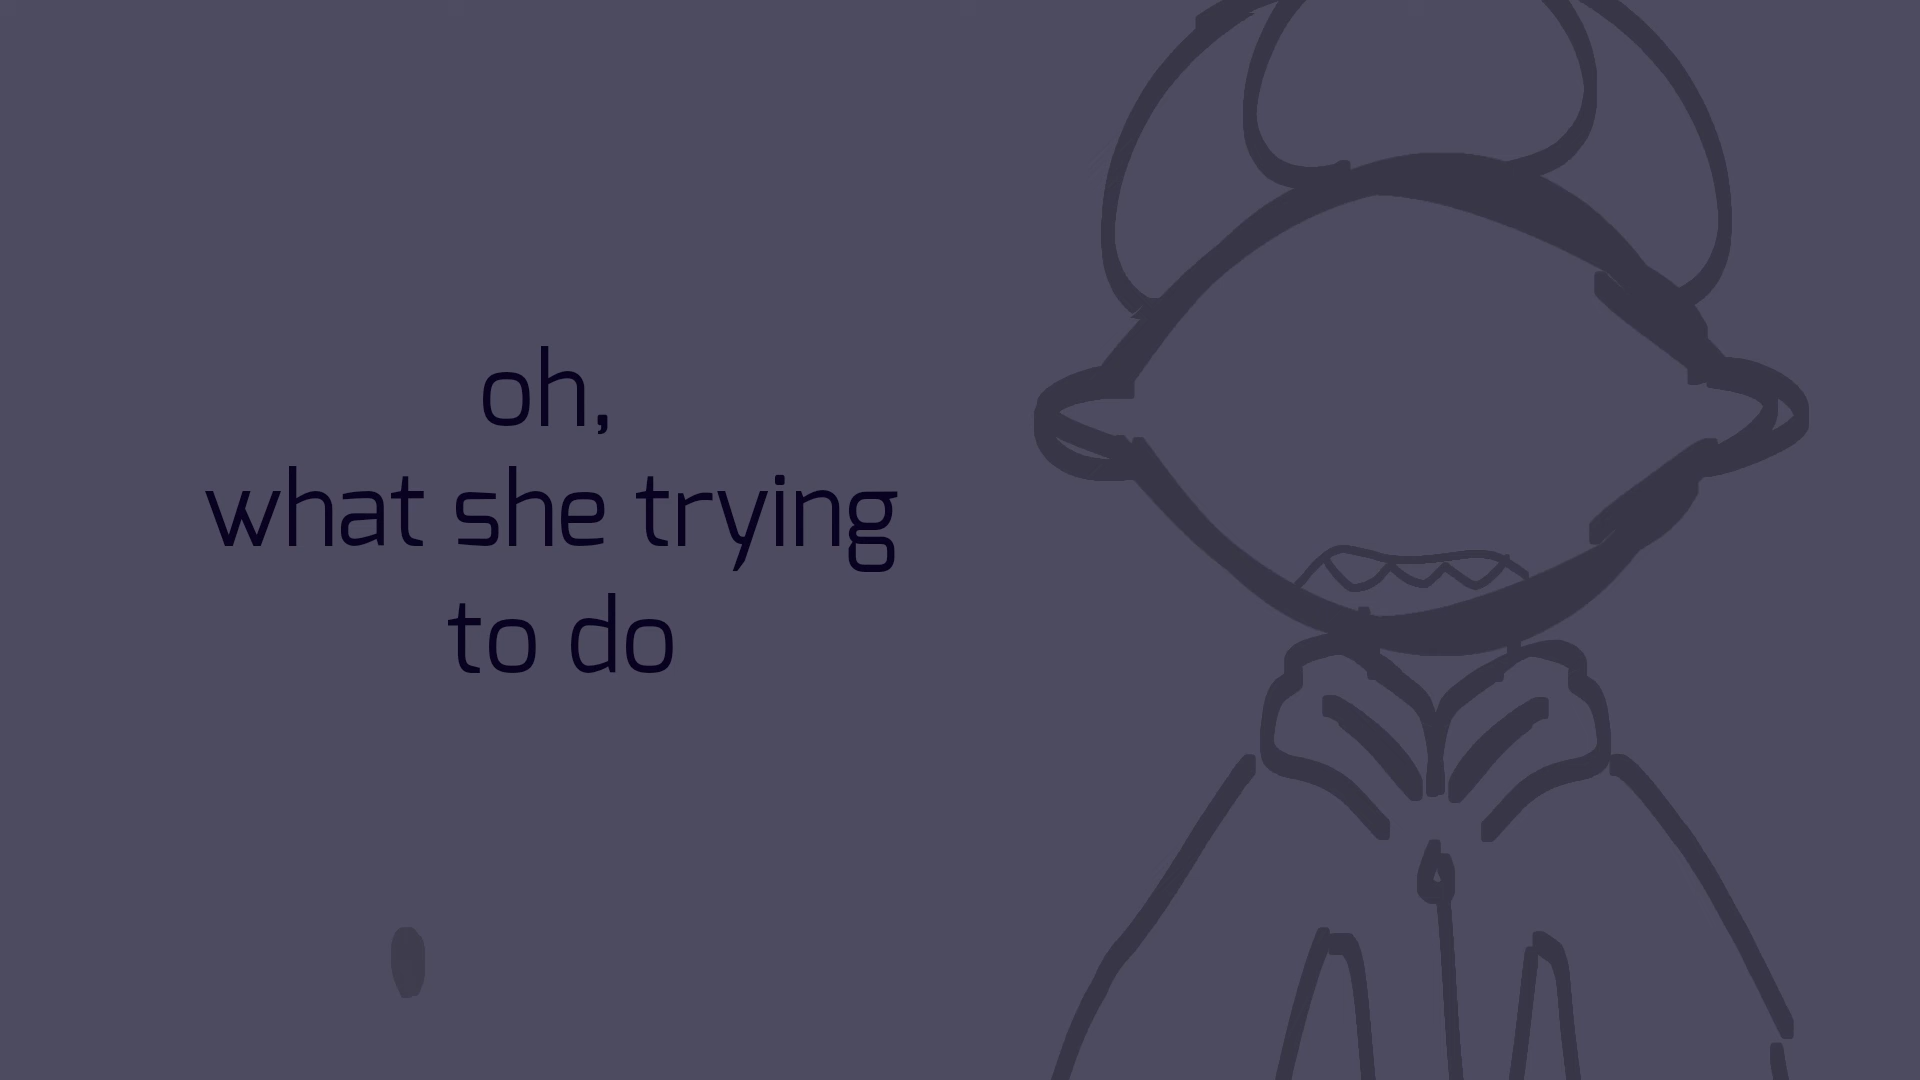 oh,
what she trying
to do